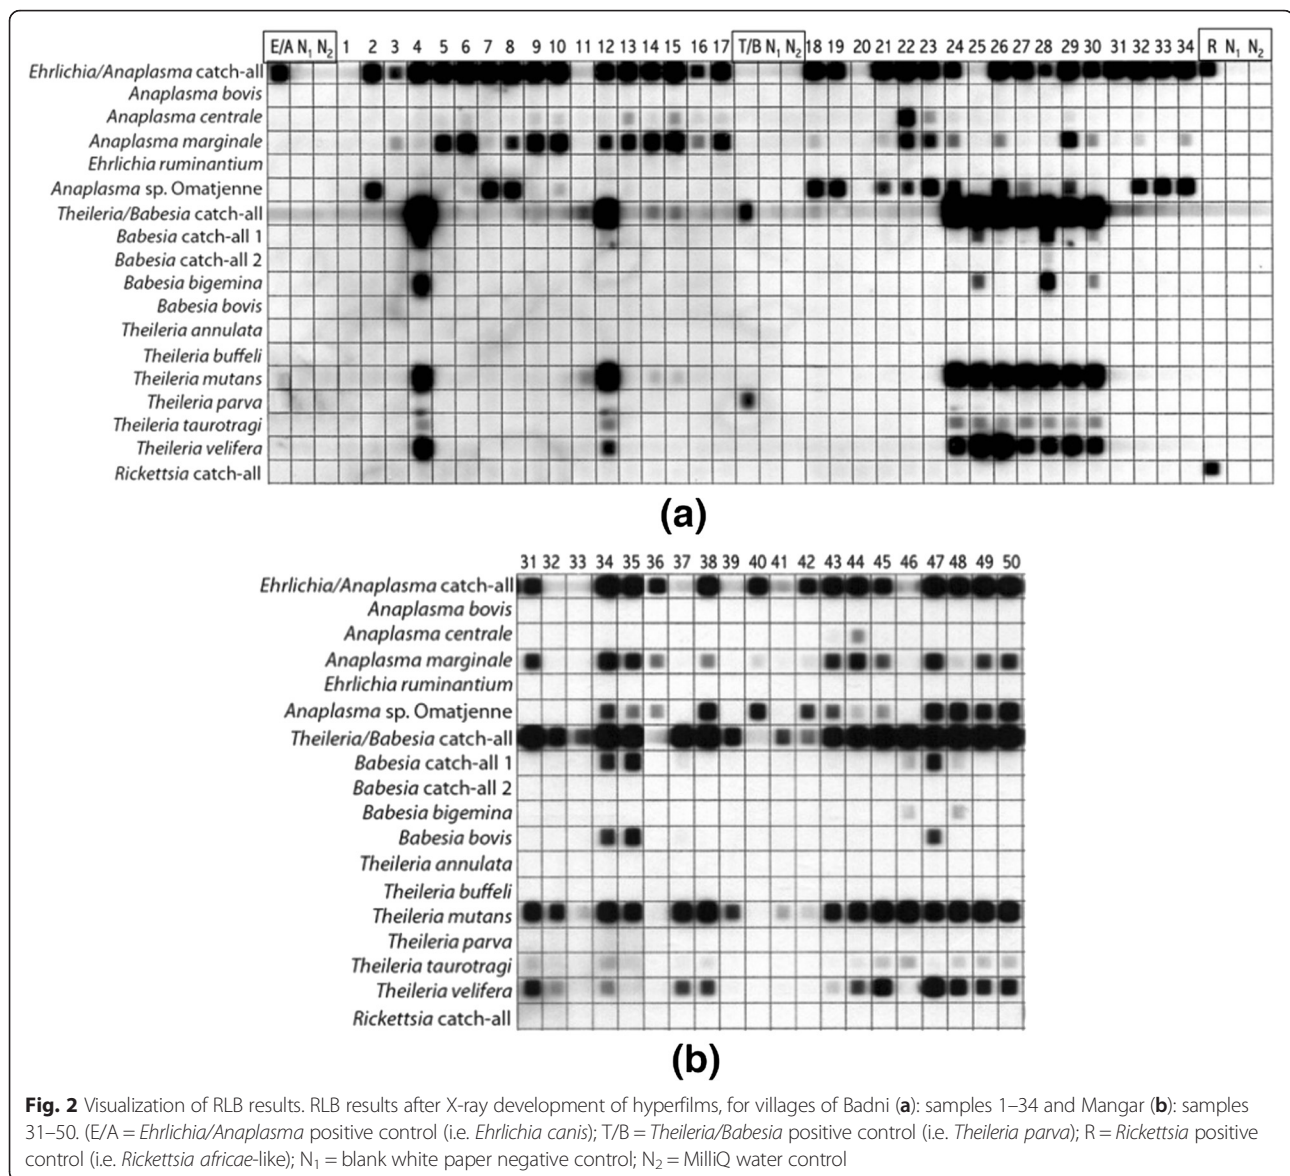 E/A N₁ N₂ 1 2 3 4 5 6 7 8 9 10 11 12 13 14 15 16 17 T/B N₁ N₂ 18 19 20 21 22 23 24 25 26 27 28 29 30 31 32 33 34 R N₁ N₂
Ehrlichia/Anaplasma catch-all
Anaplasma bovis
Anaplasma centrale
Anaplasma marginale
Ehrlichia ruminantium
Anaplasma sp. Omatjenne
Theileria/Babesia catch-all
Babesia catch-all 1
Babesia catch-all 2
Babesia bigemina
Babesia bovis
Theileria annulata
Theileria buffeli
Theileria mutans
Theileria parva
Theileria taurotragi
Theileria velifera
Rickettsia catch-all
(a)
31 32 33 34 35 36 37 38 39 40 41 42 43 44 45 46 47 48 49 50
Ehrlichia/Anaplasma catch-all
Anaplasma bovis
Anaplasma centrale
Anaplasma marginale
Ehrlichia ruminantium
Anaplasma sp. Omatjenne
Theileria/Babesia catch-all
Babesia catch-all 1
Babesia catch-all 2
Babesia bigemina
Babesia bovis
Theileria annulata
Theileria buffeli
Theileria mutans
Theileria parva
Theileria taurotragi
Theileria velifera
Rickettsia catch-all
(b)
Fig. 2 Visualization of RLB results. RLB results after X-ray development of hyperfilms, for villages of Badni (a): samples 1–34 and Mangar (b): samples
31–50. (E/A = Ehrlichia/Anaplasma positive control (i.e. Ehrlichia canis); T/B = Theileria/Babesia positive control (i.e. Theileria parva); R = Rickettsia positive
control (i.e. Rickettsia africae-like); N₁ = blank white paper negative control; N₂ = MilliQ water control